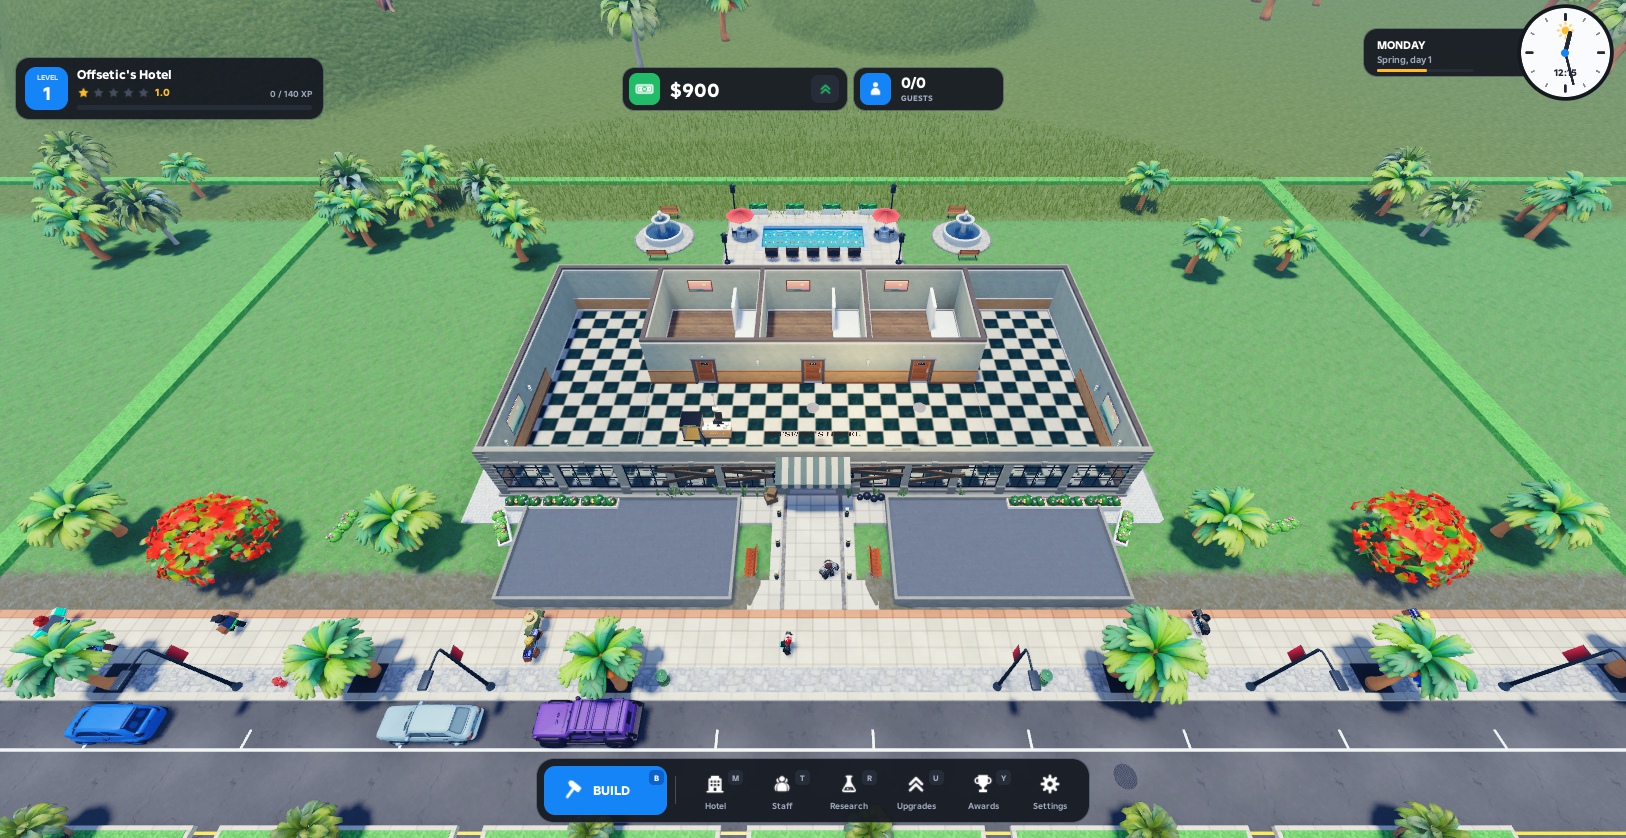 LEVEL
1
Offsetic's Hotel
1.0
0 / 140 XP
$900
0/0
GUESTS
MONDAY
Spring, day 1
BUILD
B
Hotel
M
Staff
T
Research
R
Upgrades
U
Awards
Y
Settings